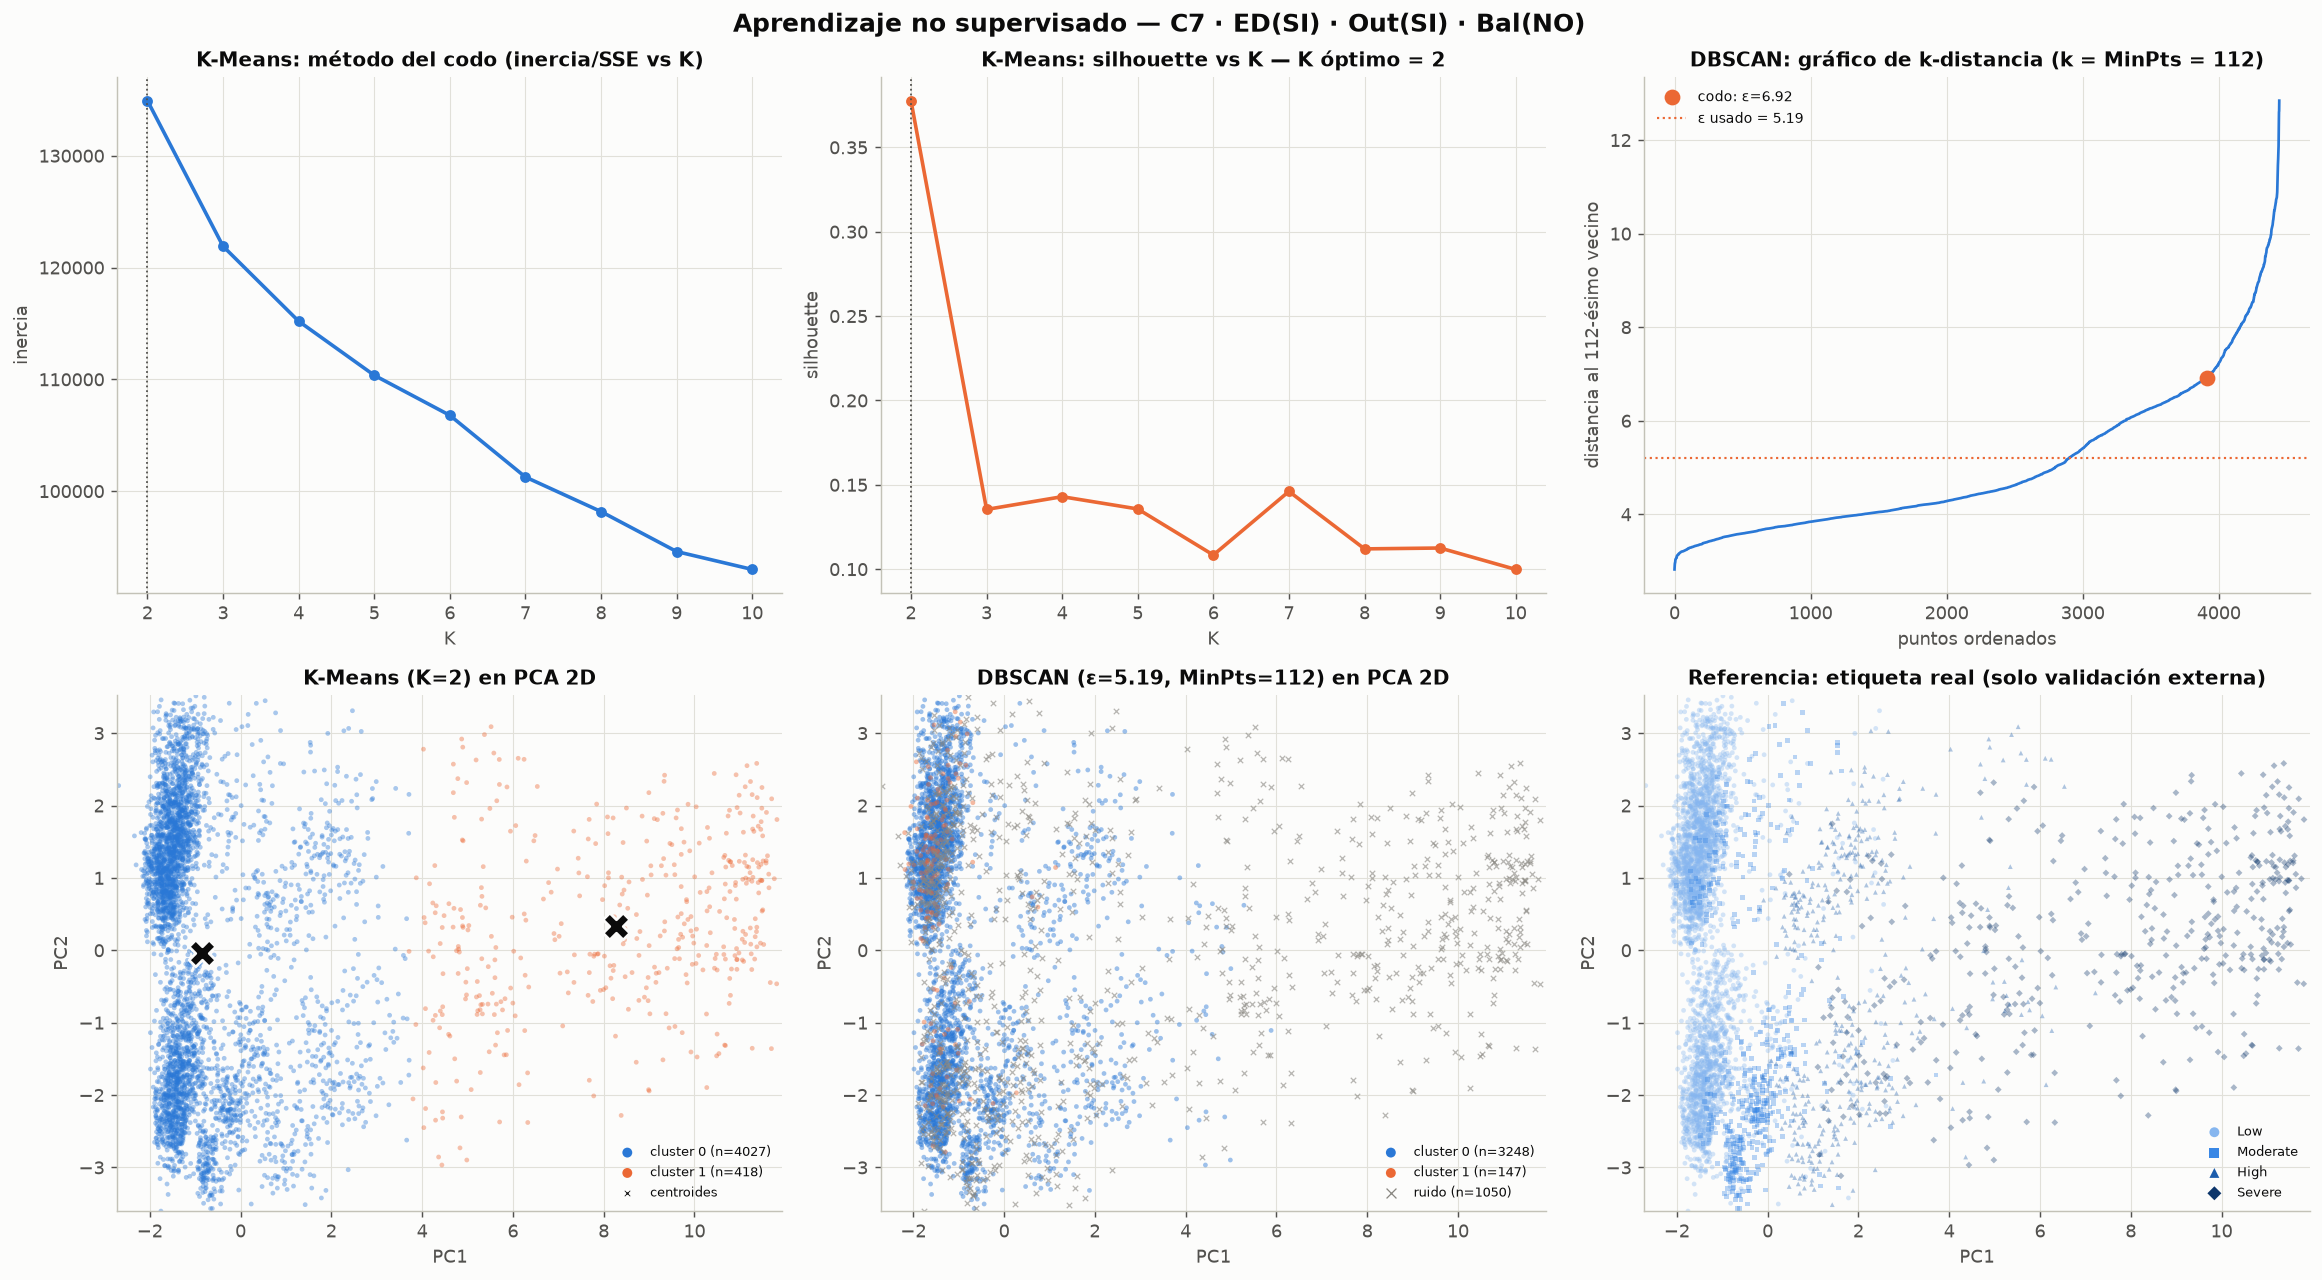 Aprendizaje no supervisado — C7 · ED(SI) · Out(SI) · Bal(NO)
K-Means: método del codo (inercia/SSE vs K)
inercia
130000
120000
110000
100000
2 3 4 5 6 7 8 9 10
K
K-Means: silhouette vs K — K óptimo = 2
silhouette
0.35
0.30
0.25
0.20
0.15
0.10
2 3 4 5 6 7 8 9 10
K
DBSCAN: gráfico de k-distancia (k = MinPts = 112)
codo: ε=6.92
ε usado = 5.19
distancia al 112-ésimo vecino
12
10
8
6
4
0 1000 2000 3000 4000
puntos ordenados
K-Means (K=2) en PCA 2D
PC2
3
2
1
0
−1
−2
−3
cluster 0 (n=4027)
cluster 1 (n=418)
centroides
−2 0 2 4 6 8 10
PC1
DBSCAN (ε=5.19, MinPts=112) en PCA 2D
PC2
3
2
1
0
−1
−2
−3
cluster 0 (n=3248)
cluster 1 (n=147)
ruido (n=1050)
−2 0 2 4 6 8 10
PC1
Referencia: etiqueta real (solo validación externa)
PC2
3
2
1
0
−1
−2
−3
Low
Moderate
High
Severe
−2 0 2 4 6 8 10
PC1